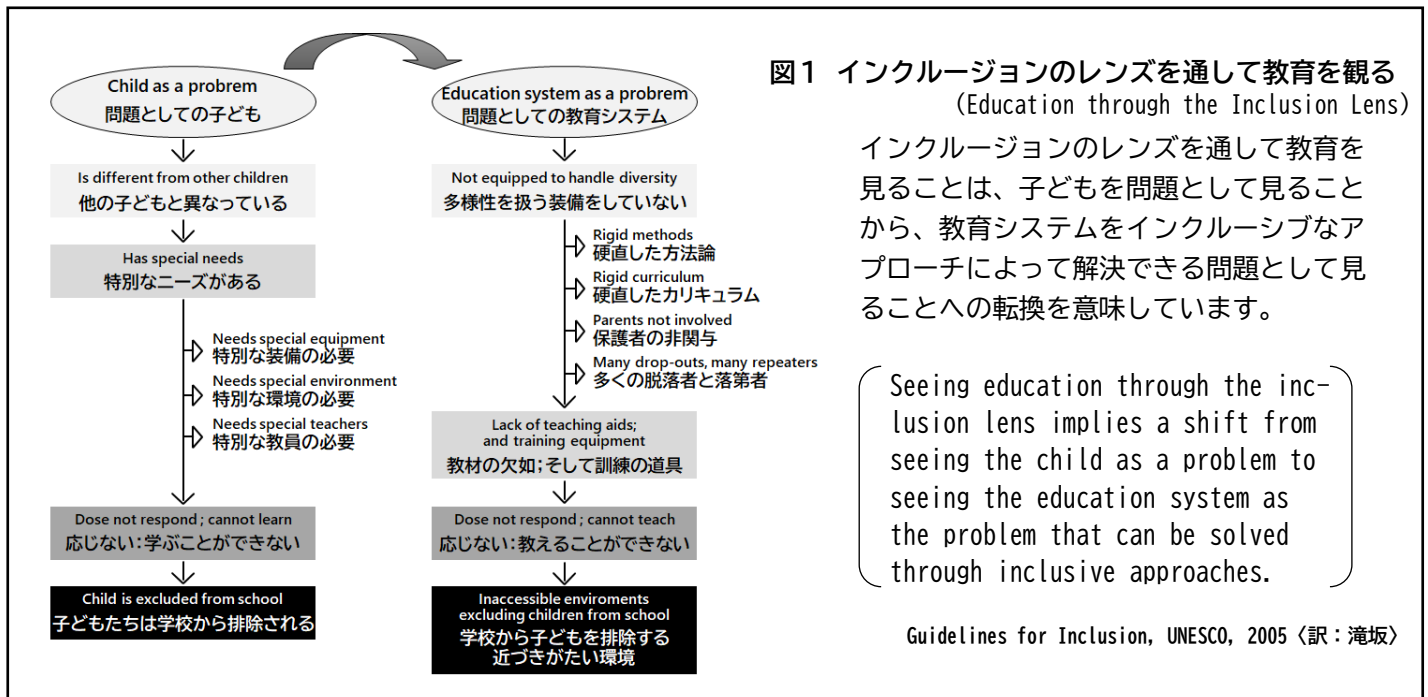 Child as a probrem
問題としての子ども
Is different from other children
他の子どもと異なっている
Has special needs
特別なニーズがある
Needs special equipment
特別な装備の必要
Needs special environment
特別な環境の必要
Needs special teachers
特別な教員の必要
Dose not respond ; cannot learn
応じない：学ぶことができない
Child is excluded from school
子どもたちは学校から排除される
Education system as a probrem
問題としての教育システム
Not equipped to handle diversity
多様性を扱う装備をしていない
Rigid methods
硬直した方法論
Rigid curriculum
硬直したカリキュラム
Parents not involved
保護者の非関与
Many drop-outs, many repeaters
多くの脱落者と落第者
Lack of teaching aids;
and training equipment
教材の欠如；そして訓練の道具
Dose not respond ; cannot teach
応じない：教えることができない
Inaccessible enviroments
excluding children from school
学校から子どもを排除する
近づきがたい環境
図1 インクルージョンのレンズを通して教育を観る
(Education through the Inclusion Lens)
インクルージョンのレンズを通して教育を
見ることは、子どもを問題として見ること
から、教育システムをインクルーシブなア
プローチによって解決できる問題として見
ることへの転換を意味しています。
Seeing education through the inc-
lusion lens implies a shift from
seeing the child as a problem to
seeing the education system as
the problem that can be solved
through inclusive approaches.
Guidelines for Inclusion, UNESCO, 2005〈訳：滝坂〉